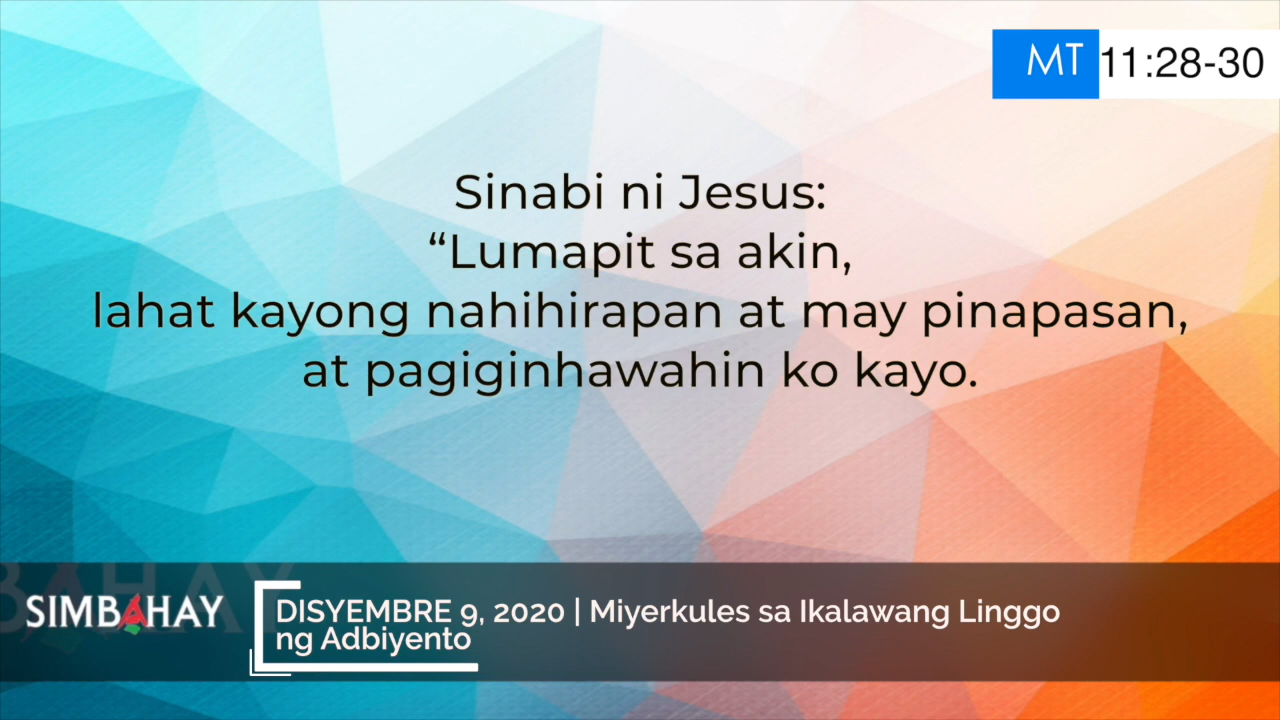 MT 11:28-30
Sinabi ni Jesus:
“Lumapit sa akin,
lahat kayong nahihirapan at may pinapasan,
at pagiginhawahin ko kayo.
SIMBAHAY
DISYEMBRE 9, 2020 | Miyerkules sa Ikalawang Linggo
ng Adbiyento